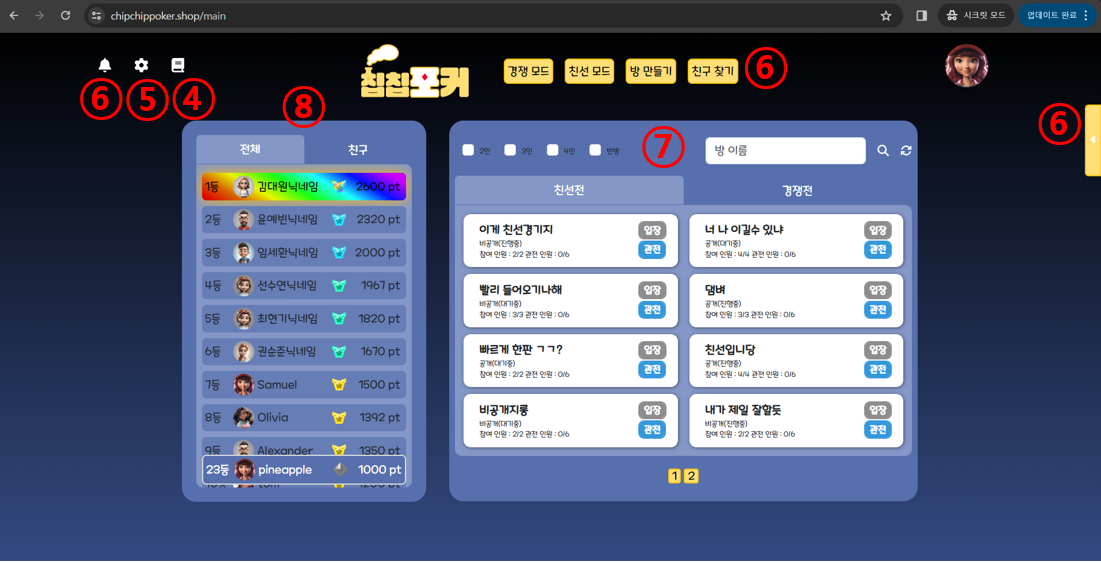 chipchippoker.shop/main
시크릿 모드
업데이트 완료
칩칩포커
경쟁 모드
친선 모드
방 만들기
친구 찾기
⑥
⑥
⑤
④
⑥
⑧
전체
친구
1등 김대원닉네임 2600 pt
2등 윤예빈닉네임 2320 pt
3등 임세환닉네임 2000 pt
4등 선수연닉네임 1967 pt
5등 최현기닉네임 1820 pt
6등 권순준닉네임 1670 pt
7등 Samuel 1500 pt
8등 Olivia 1392 pt
9등 Alexander 1350 pt
23등 pineapple 1000 pt
2인
3인
4인
빈방
⑦
방 이름
친선전
경쟁전
이게 친선경기지
비공개(진행중)
참여 인원 : 2/2 관전 인원 : 0/6
입장
관전
너 나 이길수 있냐
공개(대기중)
참여 인원 : 4/4 관전 인원 : 0/6
입장
관전
빨리 들어오기나해
비공개(대기중)
참여 인원 : 3/3 관전 인원 : 0/6
입장
관전
댐벼
공개(진행중)
참여 인원 : 3/3 관전 인원 : 0/6
입장
관전
빠르게 한판 ㄱㄱ?
공개(대기중)
참여 인원 : 2/2 관전 인원 : 0/6
입장
관전
친선입니당
공개(진행중)
참여 인원 : 4/4 관전 인원 : 0/6
입장
관전
비공개지롱
비공개(대기중)
참여 인원 : 2/2 관전 인원 : 0/6
입장
관전
내가 제일 잘할듯
비공개(진행중)
참여 인원 : 2/2 관전 인원 : 0/6
입장
관전
1 2